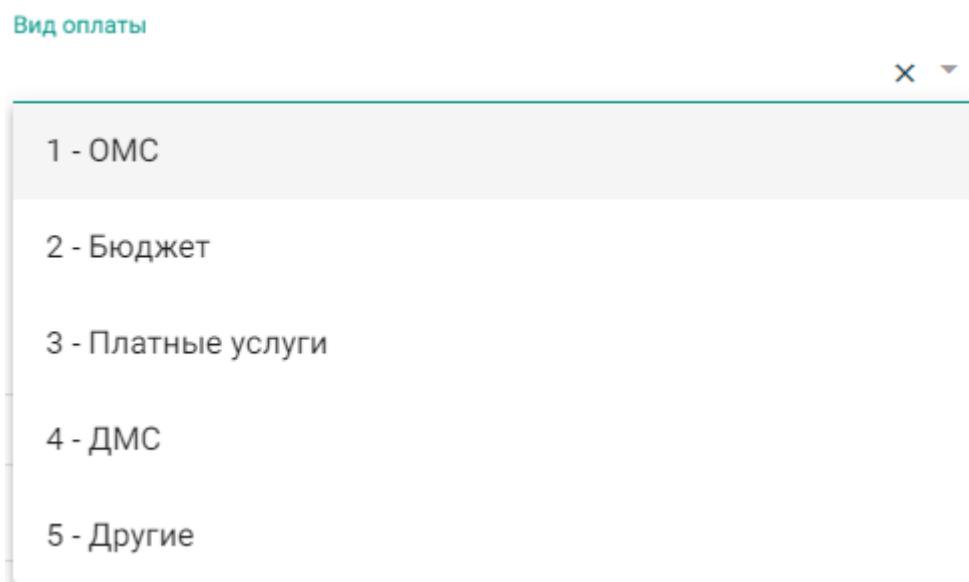 Вид оплаты
1 - ОМС
2 - Бюджет
3 - Платные услуги
4 - ДМС
5 - Другие